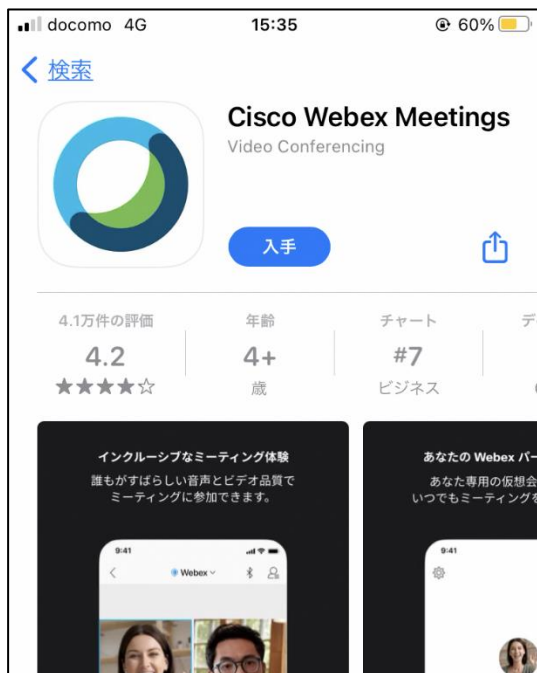 docomo 4G 15:35 60%
検索
Cisco Webex Meetings
Video Conferencing
入手
4.1万件の評価 年齢 チャート
4.2 4+ #7
★★★★☆ 歳 ビジネス
インクルーシブなミーティング体験
誰もがすばらしい音声とビデオ品質で
ミーティングに参加できます。
あなたの Webex パー
あなた専用の仮想会
いつでもミーティングを
9:41
Webex
9:41